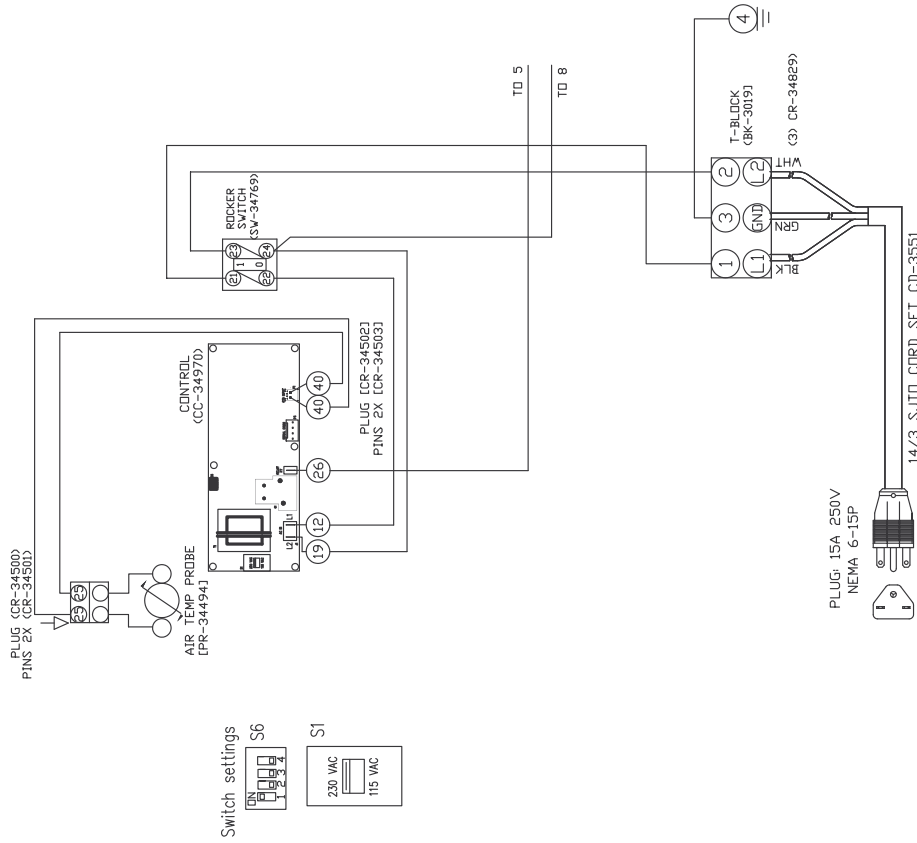 PLUG (CR-34500)
PINS 2X (CR-34501)
25
25
AIR TEMP PROBE
[PR-34494]
CONTROL
(CC-34970)
L2
L1
19
12
26
40
40
PLUG [CR-34502]
PINS 2X [CR-34503]
ROCKER
SWITCH
(SW-34769)
21
23
1
0
22
24
TO 5
TO 8
4
T-BLOCK
(BK-3019]
(3) CR-34829)
1
3
2
L1
GND
L2
BLK
GRN
WHT
14/3 SJTO CORD SET CD-3551
PLUG: 15A 250V
NEMA 6-15P
Switch settings
S6
ON
1 2 3 4
S1
230 VAC
115 VAC